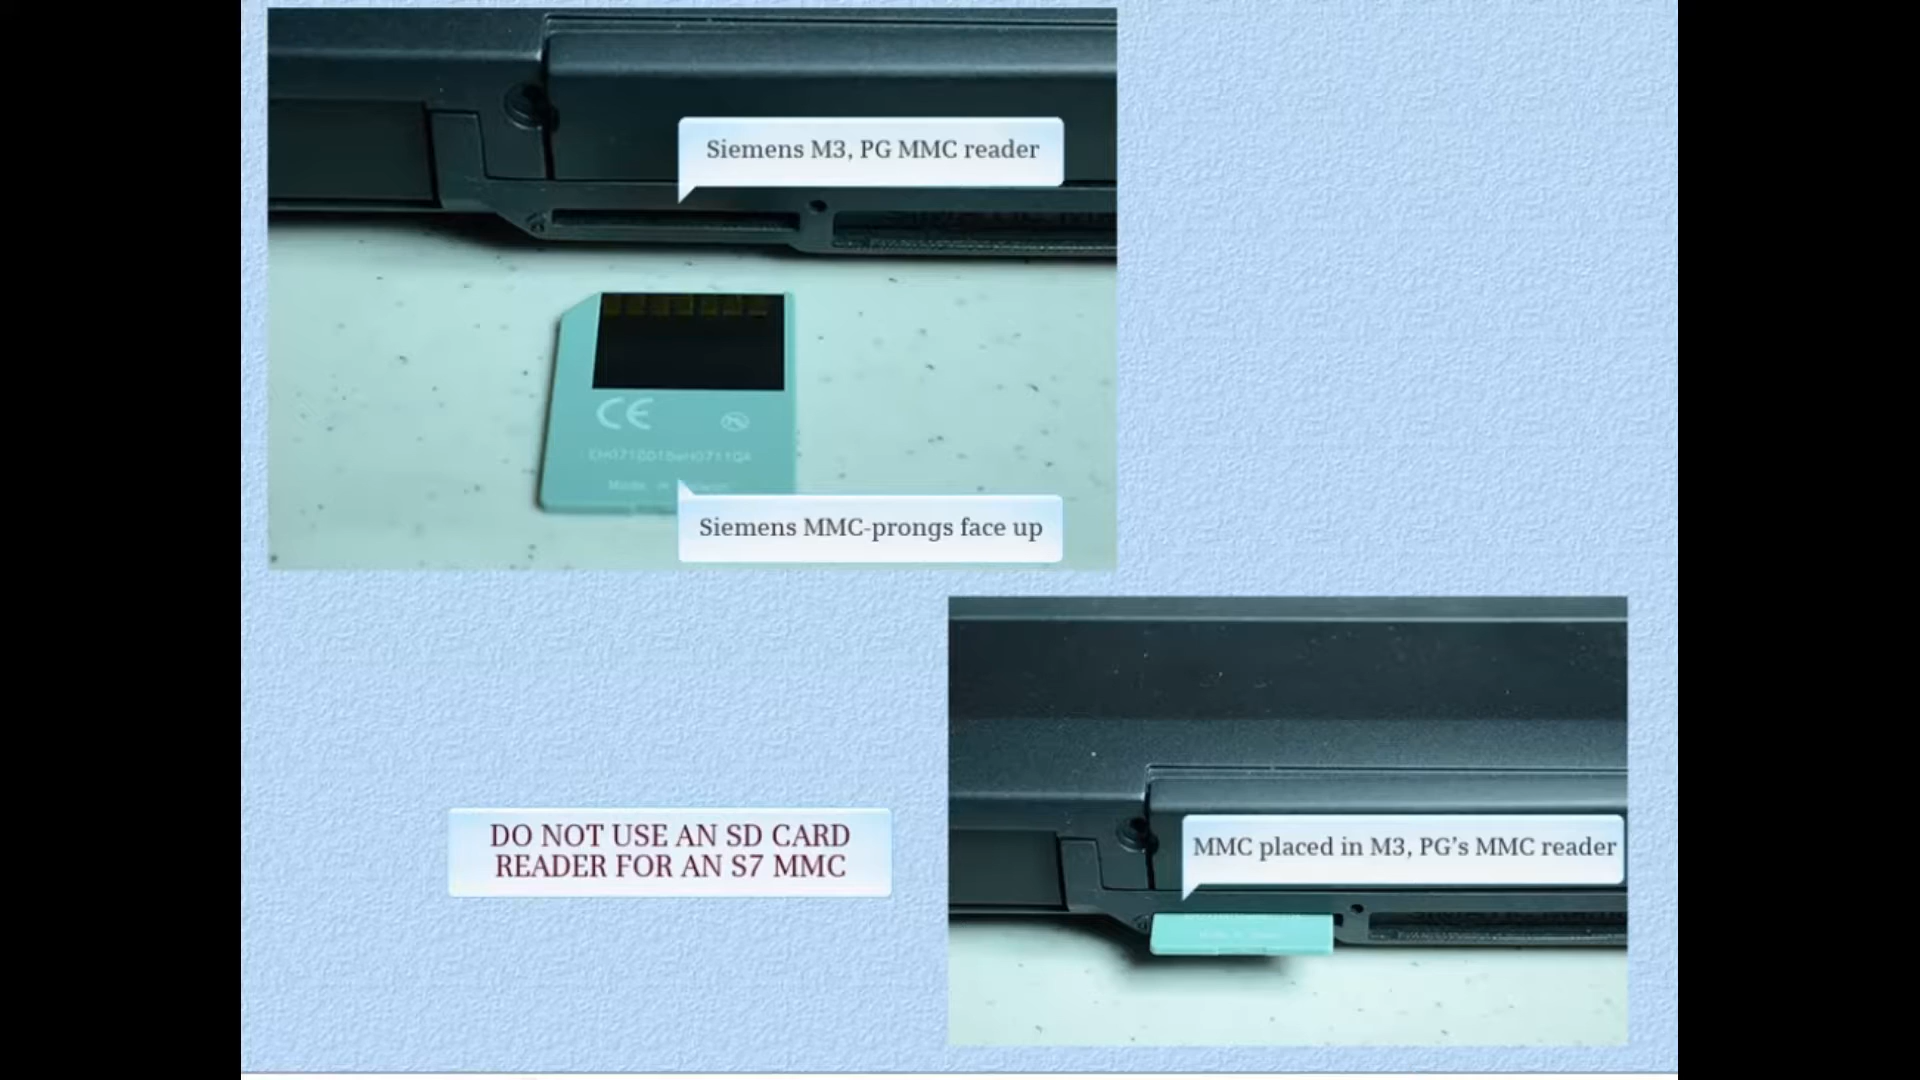 Siemens M3, PG MMC reader
CE
Siemens MMC-prongs face up
MMC placed in M3, PG's MMC reader
DO NOT USE AN SD CARD
READER FOR AN S7 MMC